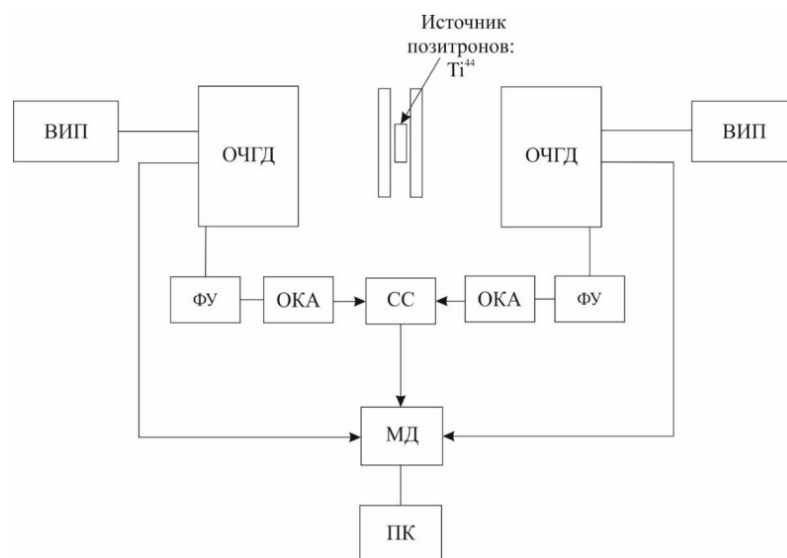 Источник
позитронов:
Ti⁴⁴
ВИП
ОЧГД
ОЧГД
ВИП
ФУ
ОКА
СС
ОКА
ФУ
МД
ПК